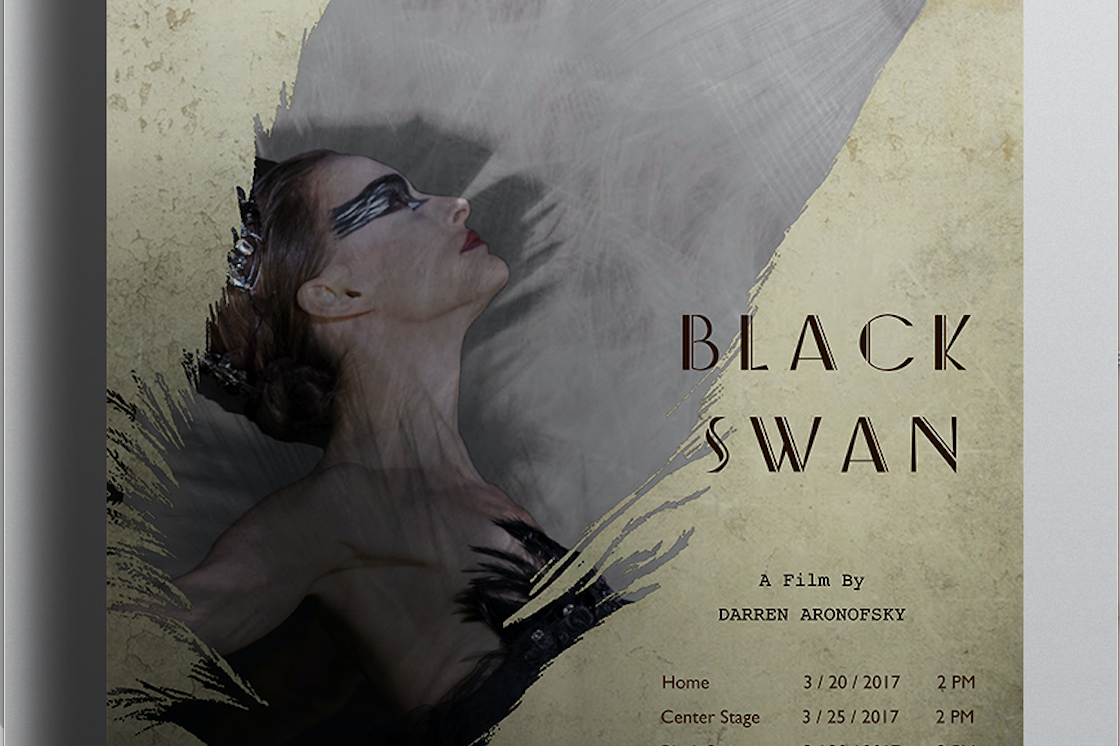 BLACK
SWAN
A Film By
DARREN ARONOFSKY
Home 3 / 20 / 2017 2 PM
Center Stage 3 / 25 / 2017 2 PM